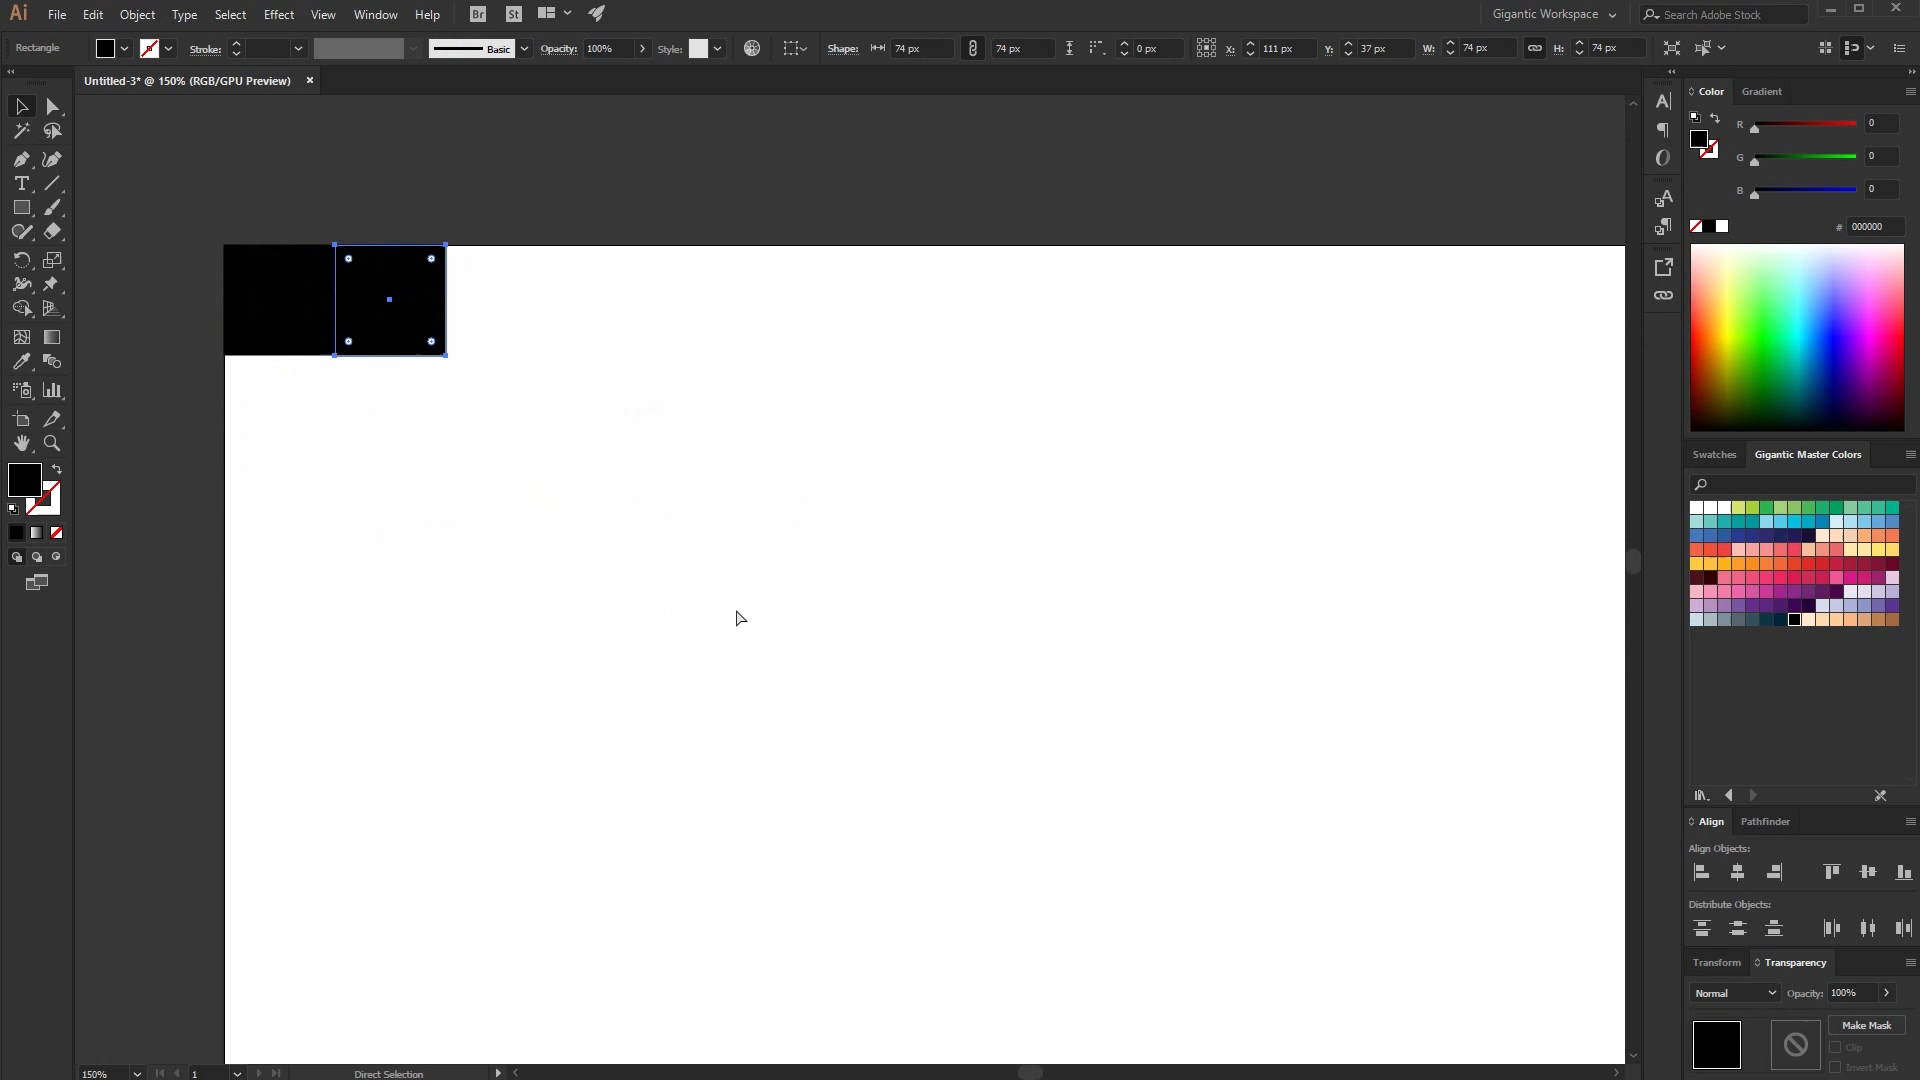 Ai File Edit Object Type Select Effect View Window Help Br St Gigantic Workspace Search Adobe Stock
Rectangle Stroke: Basic Opacity: 100% Style: Shape: 74 px 74 px 0 px X: 111 px Y: 37 px W: 74 px H: 74 px
Untitled-3* @ 150% (RGB/GPU Preview) ×
Color Gradient
R 0
G 0
B 0
# 000000
Swatches Gigantic Master Colors
Align Pathfinder
Align Objects:
Distribute Objects:
Transform Transparency
Normal Opacity: 100%
Make Mask
Clip
Invert Mask
150% 1 Direct Selection